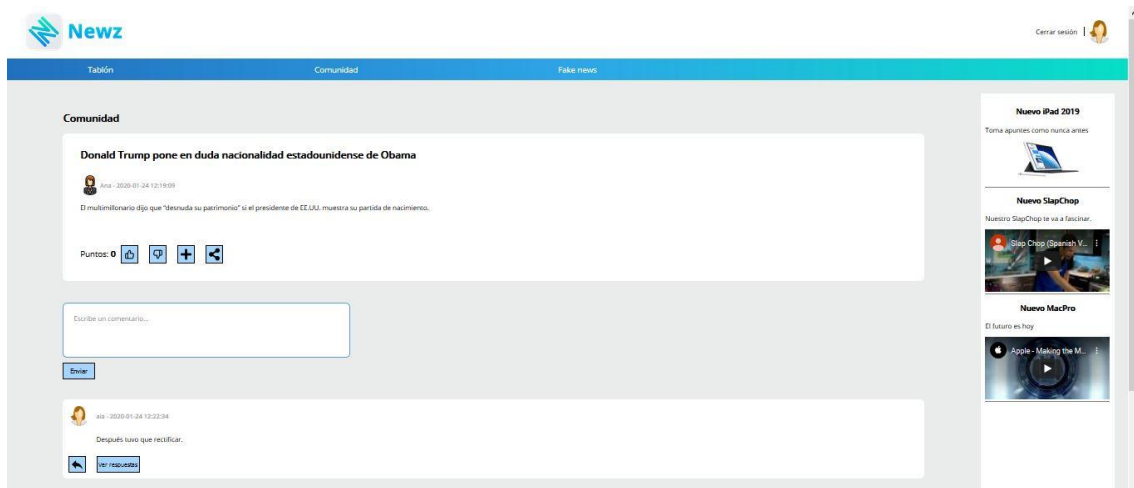 Newz
Cerrar sesión |
Tablón Comunidad Fake news
Comunidad
Donald Trump pone en duda nacionalidad estadounidense de Obama
Ana - 2020-01-24 12:19:09
El multimillonario dijo que "desnuda su patrimonio" si el presidente de EE.UU. muestra su partida de nacimiento.
Puntos: 0
Escribe un comentario...
Enviar
ala - 2020-01-24 12:22:34
Después tuvo que rectificar.
Ver respuestas
Nuevo iPad 2019
Toma apuntes como nunca antes
Nuevo SlapChop
Nuestro SlapChop te va a fascinar.
Slap Chop (Spanish V...
Nuevo MacPro
El futuro es hoy
Apple - Making the M...